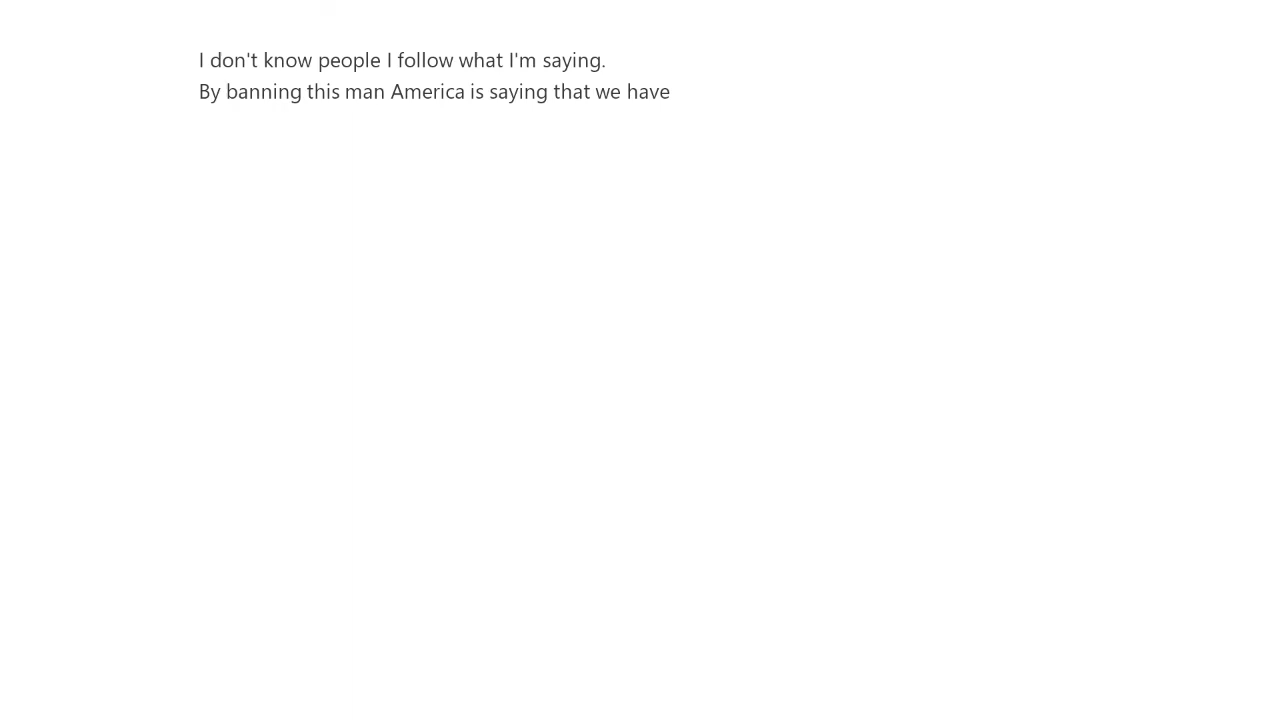 I don't know people I follow what I'm saying.
By banning this man America is saying that we have